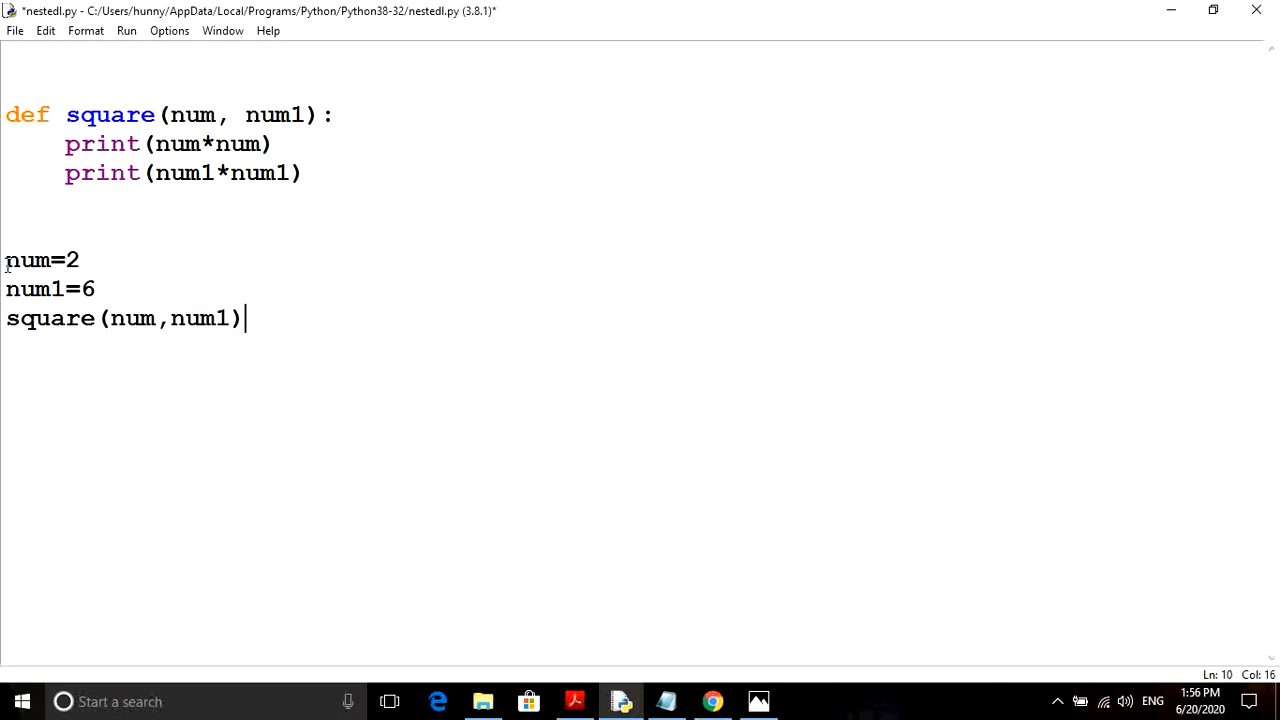 *nestedl.py - C:/Users/hunny/AppData/Local/Programs/Python/Python38-32/nestedl.py (3.8.1)*
File Edit Format Run Options Window Help
def square(num, num1):
    print(num*num)
    print(num1*num1)
num=2
num1=6
square(num,num1)
Ln: 10 Col: 16
Start a search
ENG
1:56 PM
6/20/2020